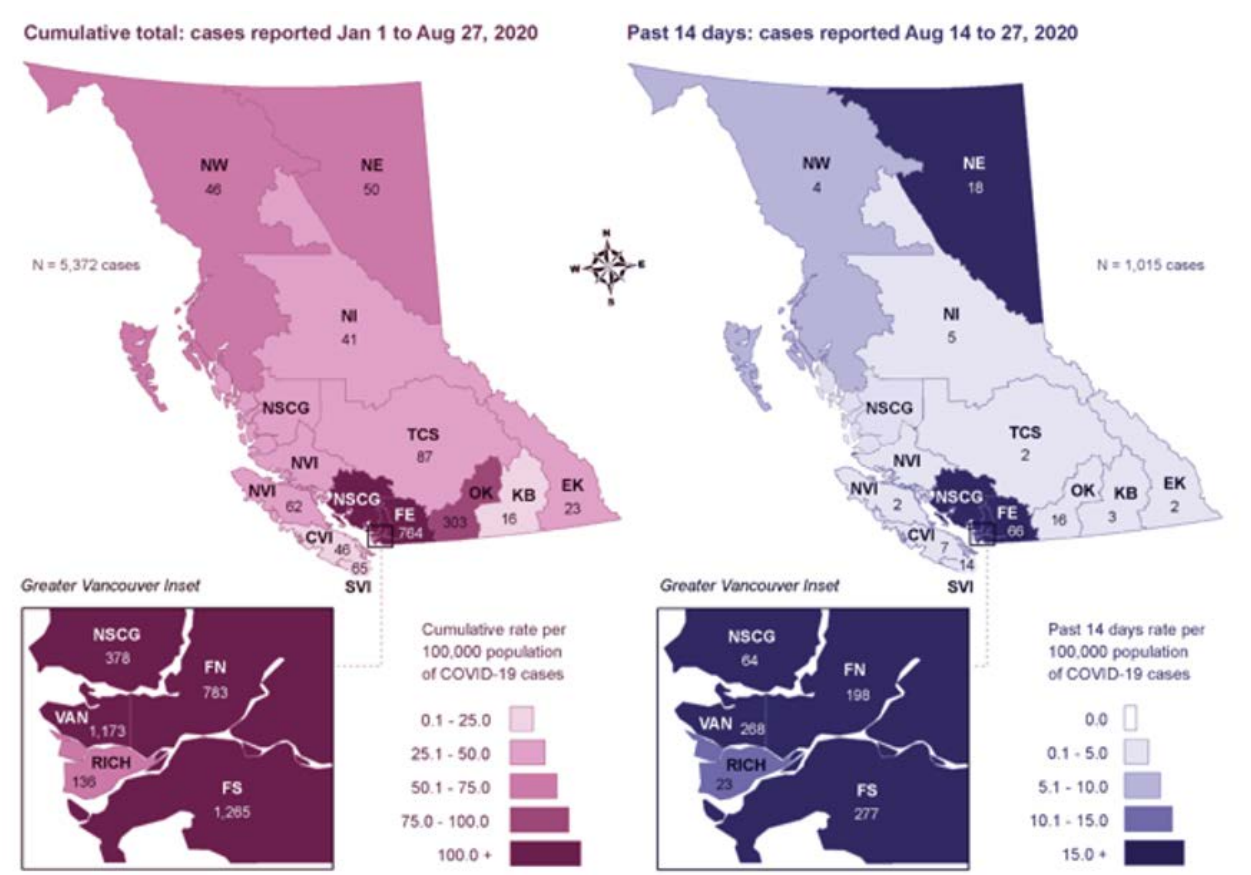 Cumulative total: cases reported Jan 1 to Aug 27, 2020
NW
46
NE
50
N = 5,372 cases
NI
41
NSCG
TCS
87
NVI
NVI
62
NSCG
FE
764
OK
303
KB
16
EK
23
CVI
46
65
SVI
Greater Vancouver Inset
NSCG
378
FN
783
VAN
1,173
RICH
136
FS
1,265
Cumulative rate per
100,000 population
of COVID-19 cases
0.1 - 25.0
25.1 - 50.0
50.1 - 75.0
75.0 - 100.0
100.0 +
N
W
E
S
Past 14 days: cases reported Aug 14 to 27, 2020
NW
4
NE
18
N = 1,015 cases
NI
5
NSCG
TCS
2
NVI
NVI
2
NSCG
FE
66
OK
16
KB
3
EK
2
CVI
7
14
SVI
Greater Vancouver Inset
NSCG
64
FN
198
VAN
268
RICH
23
FS
277
Past 14 days rate per
100,000 population
of COVID-19 cases
0.0
0.1 - 5.0
5.1 - 10.0
10.1 - 15.0
15.0 +